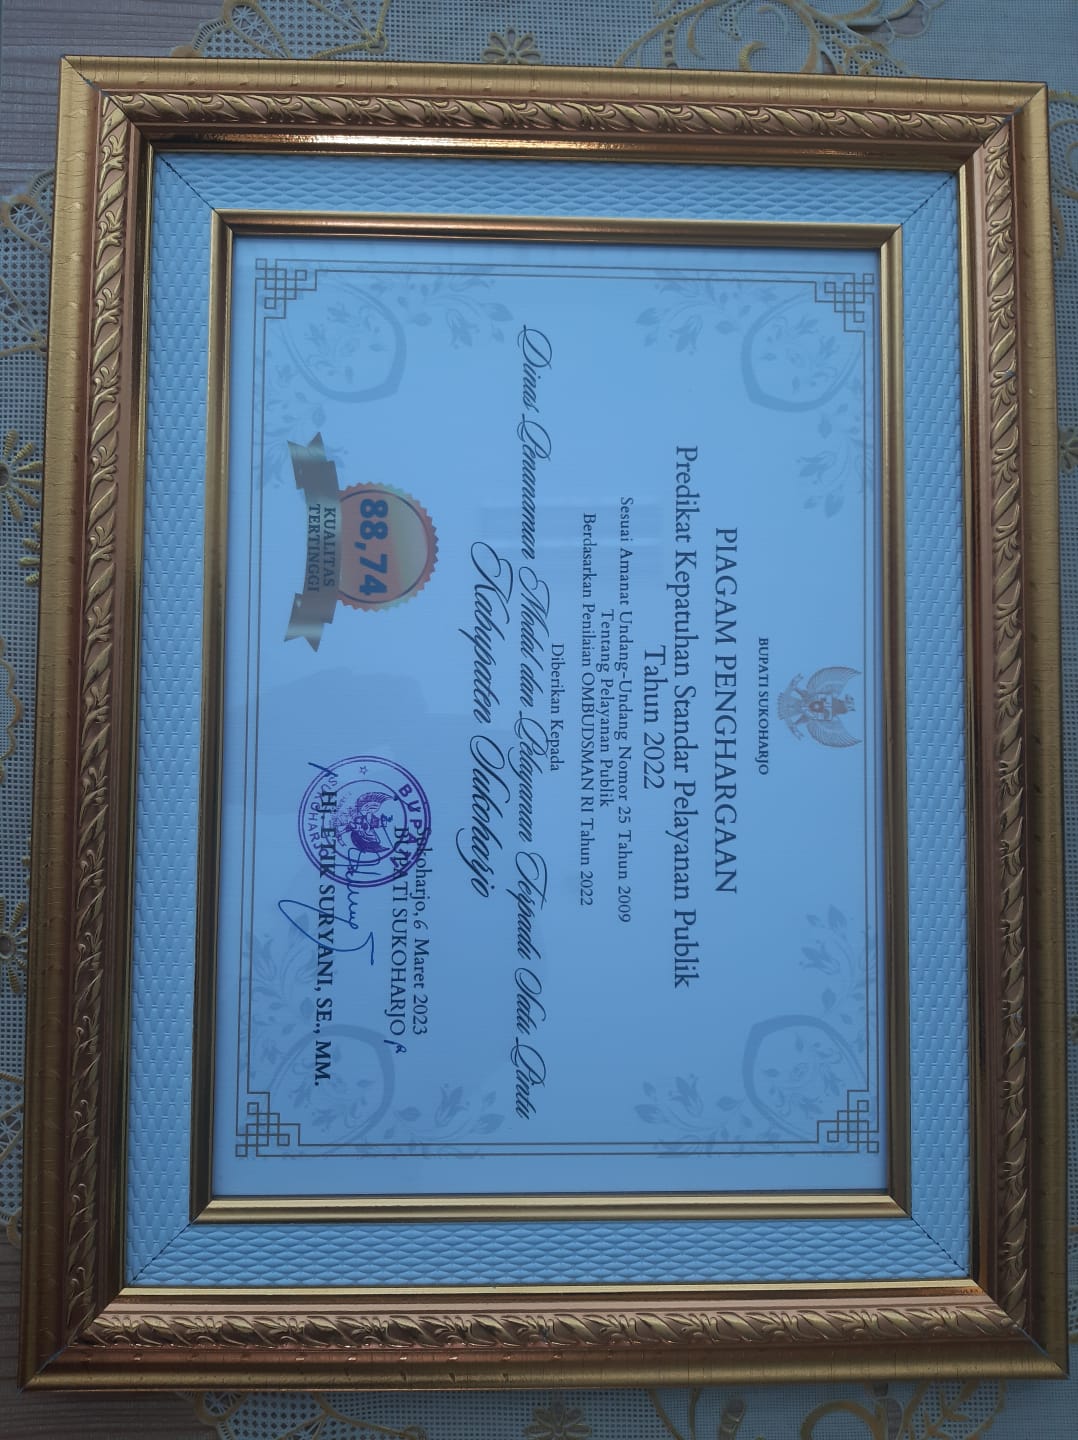 BUPATI SUKOHARJO
PIAGAM PENGHARGAAN
Predikat Kepatuhan Standar Pelayanan Publik
Tahun 2022
Sesuai Amanat Undang-Undang Nomor 25 Tahun 2009
Tentang Pelayanan Publik
Berdasarkan Penilaian OMBUDSMAN RI Tahun 2022
Diberikan Kepada
Dinas Penanaman Modal dan Pelayanan Terpadu Satu Pintu
Kabupaten Sukoharjo
88,74
KUALITAS
TERTINGGI
Sukoharjo, 6 Maret 2023
BUPATI SUKOHARJO
BUPATI
SUKOHARJO
Hj. ETIK SURYANI, SE., MM.